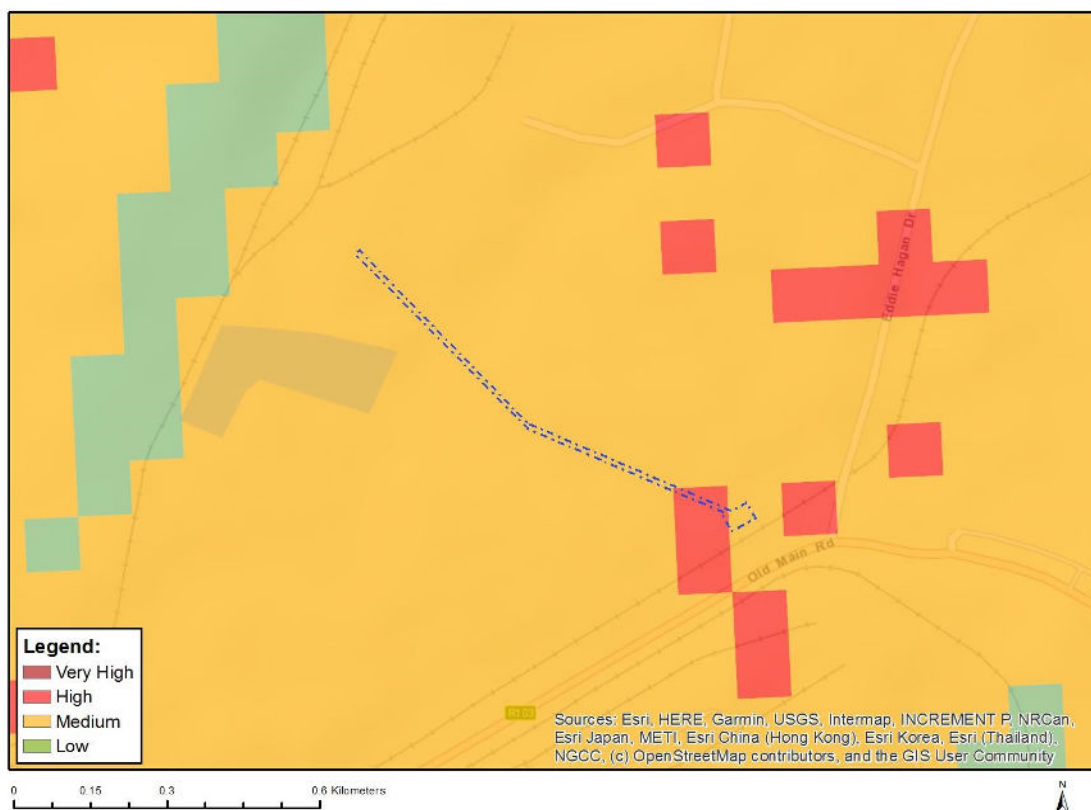 Eddie Hagan Dr
Old Main Rd
R103
Legend:
Very High
High
Medium
Low
Sources: Esri, HERE, Garmin, USGS, Intermap, INCREMENT P, NRCan,
Esri Japan, METI, Esri China (Hong Kong), Esri Korea, Esri (Thailand),
NGCC, (c) OpenStreetMap contributors, and the GIS User Community
0 0.15 0.3 0.6 Kilometers
N